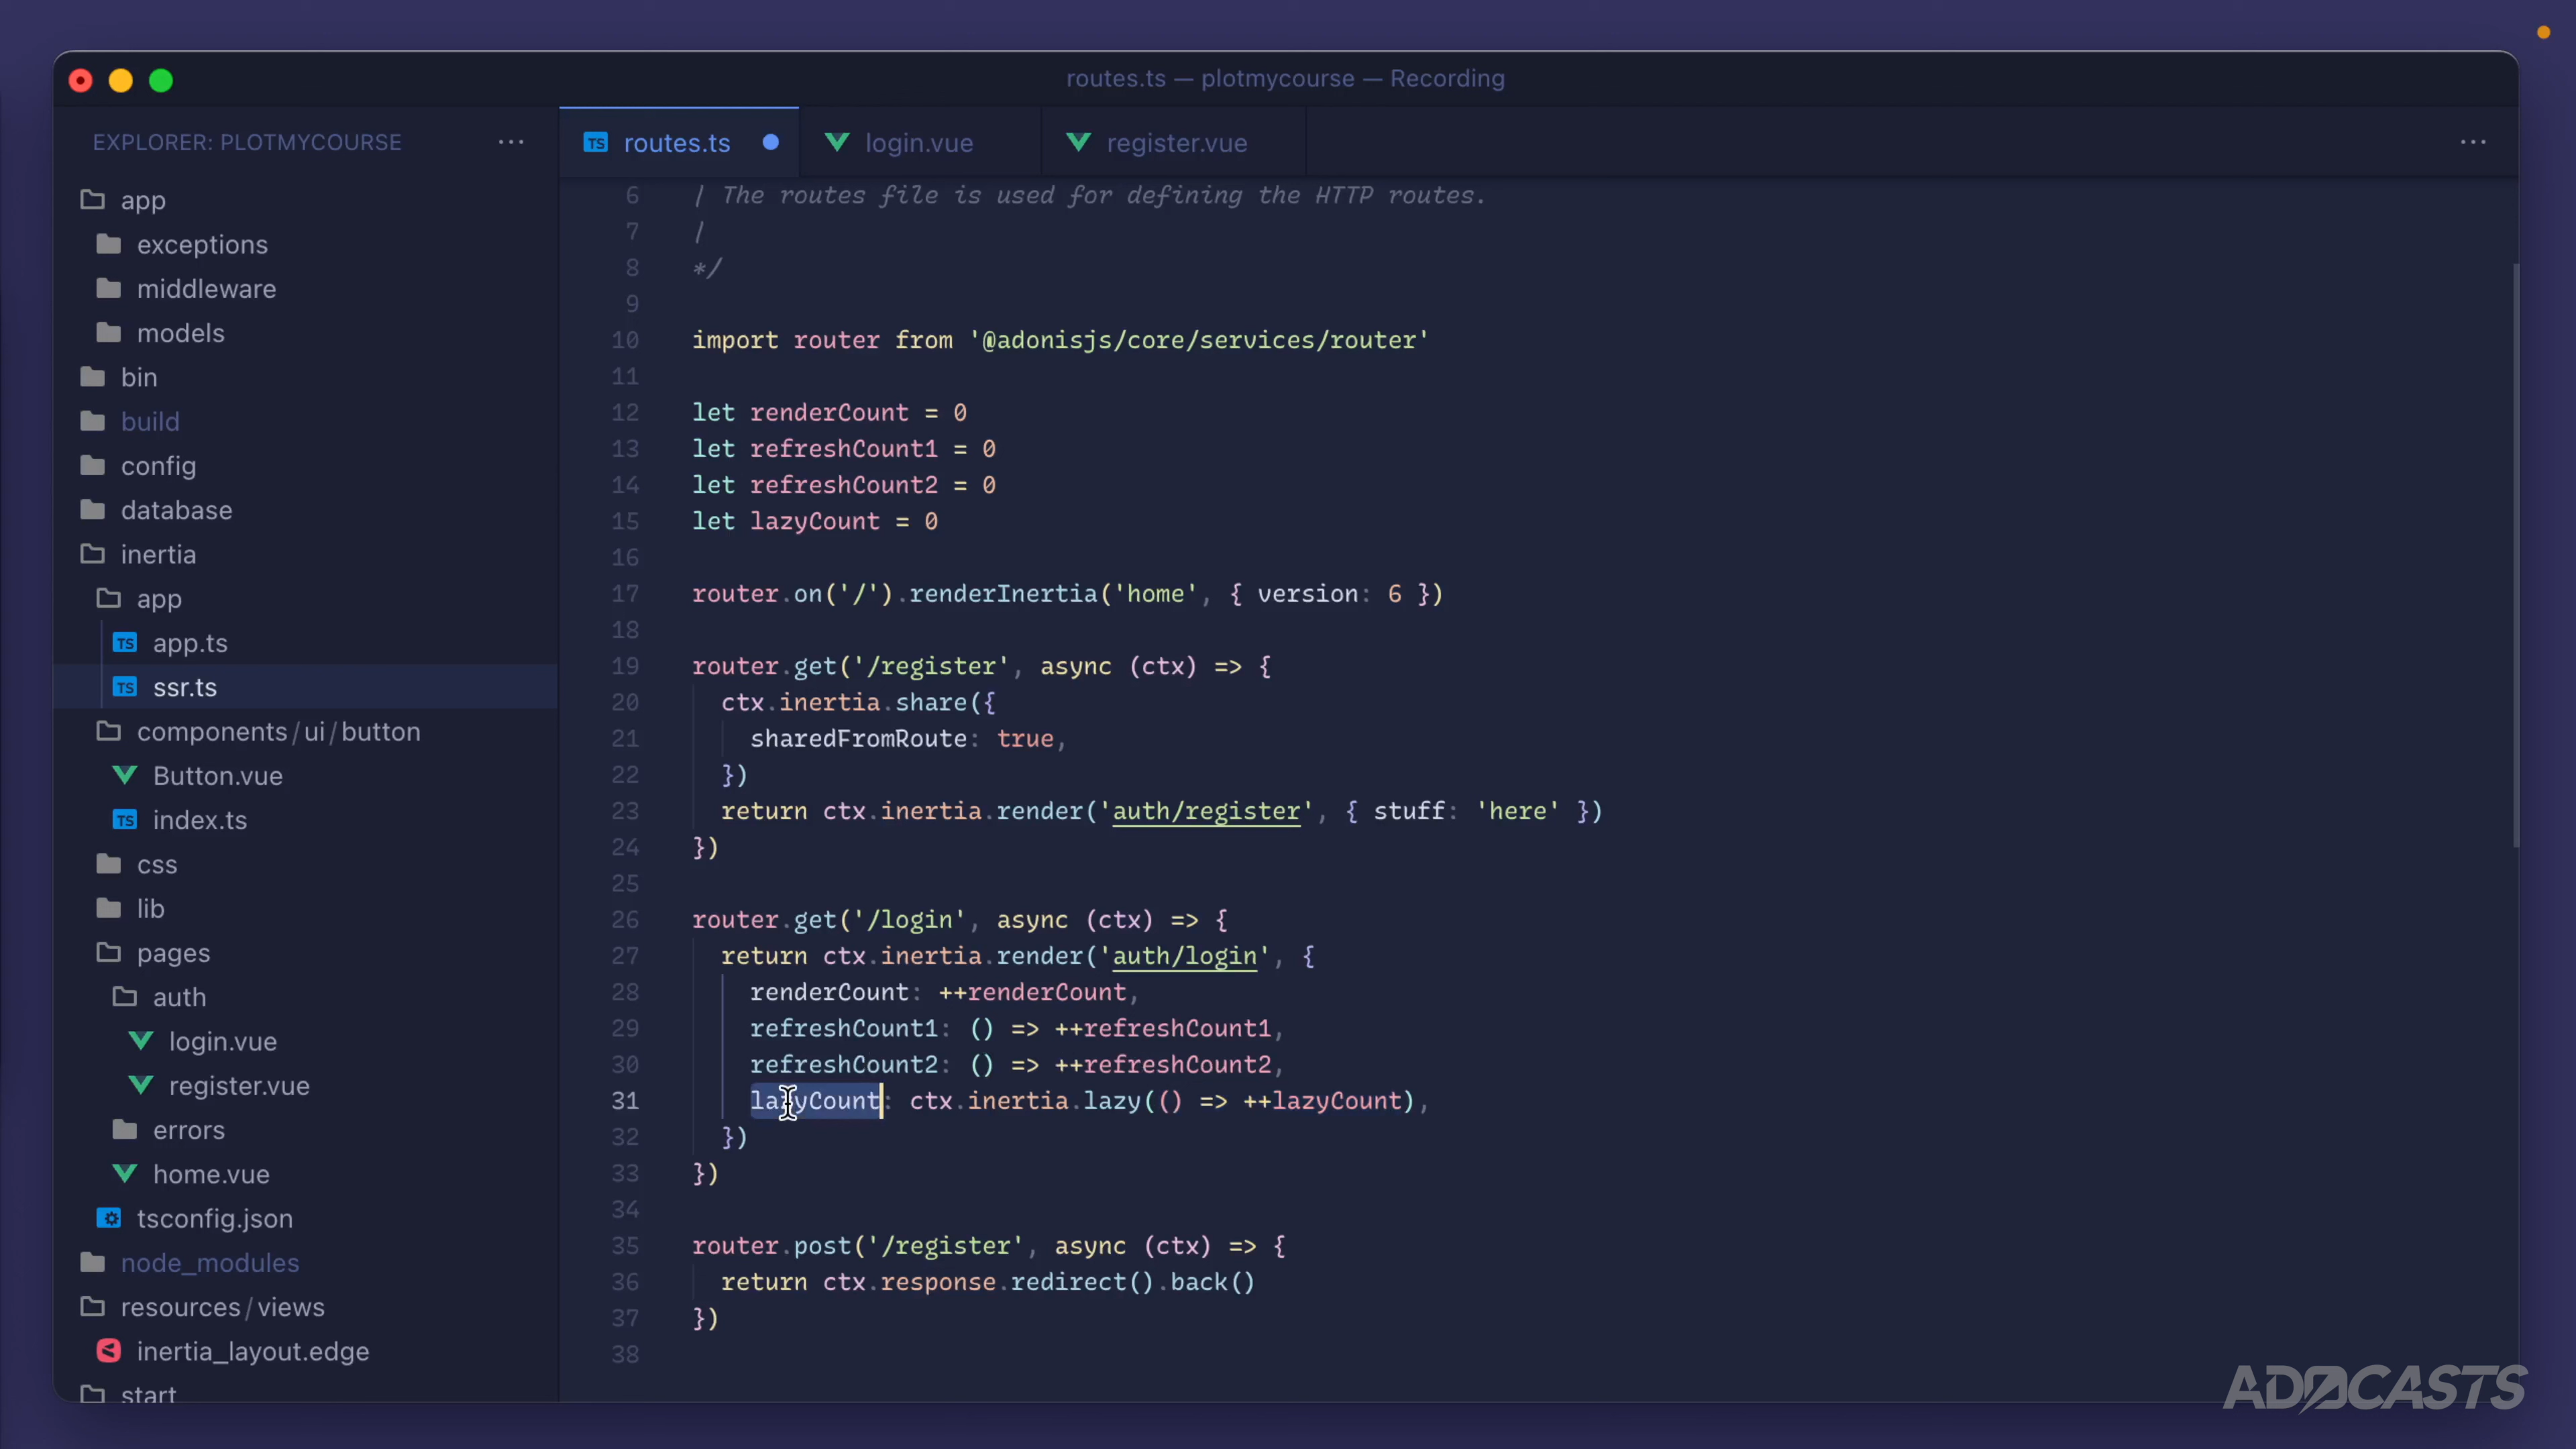 routes.ts — plotmycourse — Recording
EXPLORER: PLOTMYCOURSE
···
TS routes.ts
login.vue
register.vue
···
app
exceptions
middleware
models
bin
build
config
database
inertia
app
TS app.ts
TS ssr.ts
components/ui/button
Button.vue
TS index.ts
css
lib
pages
auth
login.vue
register.vue
errors
home.vue
tsconfig.json
node_modules
resources/views
inertia_layout.edge
start
6 | The routes file is used for defining the HTTP routes.
7 |
8 */
9
10 import router from '@adonisjs/core/services/router'
11
12 let renderCount = 0
13 let refreshCount1 = 0
14 let refreshCount2 = 0
15 let lazyCount = 0
16
17 router.on('/').renderInertia('home', { version: 6 })
18
19 router.get('/register', async (ctx) => {
20 ctx.inertia.share({
21 sharedFromRoute: true,
22 })
23 return ctx.inertia.render('auth/register', { stuff: 'here' })
24 })
25
26 router.get('/login', async (ctx) => {
27 return ctx.inertia.render('auth/login', {
28 renderCount: ++renderCount,
29 refreshCount1: () => ++refreshCount1,
30 refreshCount2: () => ++refreshCount2,
31 lazyCount: ctx.inertia.lazy(() => ++lazyCount),
32 })
33 })
34
35 router.post('/register', async (ctx) => {
36 return ctx.response.redirect().back()
37 })
38
ADOCASTS